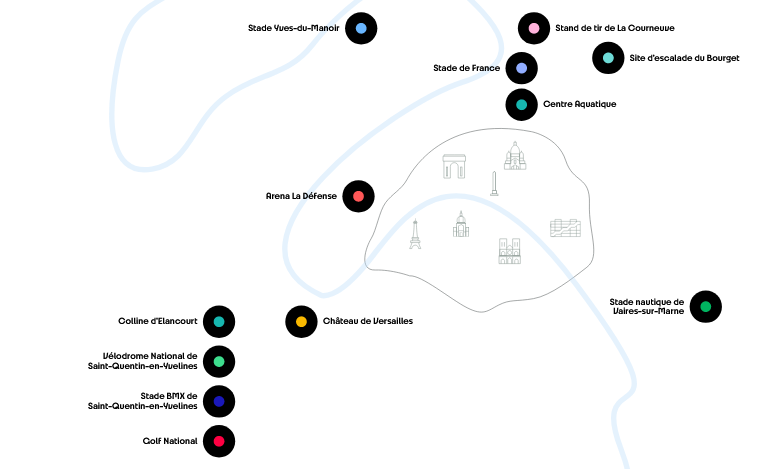 Stade Yves-du-Manoir
Stand de tir de La Courneuve
Site d'escalade du Bourget
Stade de France
Centre Aquatique
Arena La Défense
Stade nautique de
Vaires-sur-Marne
Colline d'Elancourt
Château de Versailles
Vélodrome National de
Saint-Quentin-en-Yvelines
Stade BMX de
Saint-Quentin-en-Yvelines
Golf National